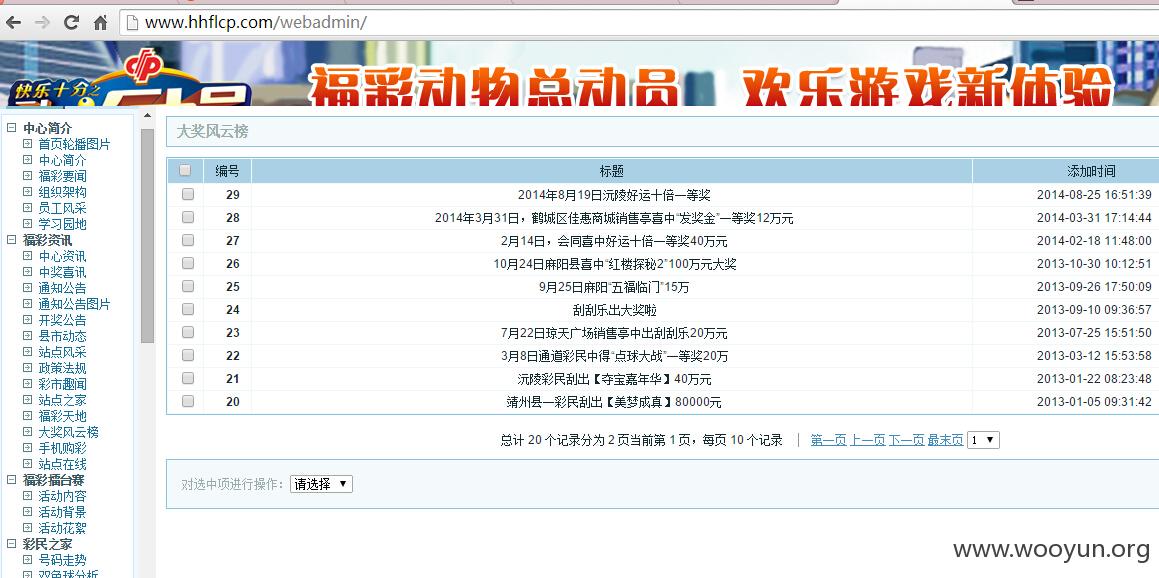 www.hhflcp.com/webadmin/
快乐十分之
福彩动物总动员 欢乐游戏新体验
中心简介
首页轮播图片
中心简介
福彩要闻
组织架构
员工风采
学习园地
福彩资讯
中心资讯
中奖喜讯
通知公告
通知公告图片
开奖公告
县市动态
站点风采
政策法规
彩市趣闻
站点之家
福彩天地
大奖风云榜
手机购彩
站点在线
福彩擂台赛
活动内容
活动背景
活动花絮
彩民之家
号码走势
双色球分析
大奖风云榜
编号 标题 添加时间
29 2014年8月19日沅陵好运十倍一等奖 2014-08-25 16:51:39
28 2014年3月31日，鹤城区佳惠商城销售亭喜中“发奖金”一等奖12万元 2014-03-31 17:14:44
27 2月14日，会同喜中好运十倍一等奖40万元 2014-02-18 11:48:00
26 10月24日麻阳县喜中“红楼探秘2”100万元大奖 2013-10-30 10:12:51
25 9月25日麻阳“五福临门”15万 2013-09-26 17:50:09
24 刮刮乐出大奖啦 2013-09-10 09:36:57
23 7月22日琼天广场销售亭中出刮刮乐20万元 2013-07-25 15:51:50
22 3月8日通道彩民中得“点球大战”一等奖20万 2013-03-12 15:53:58
21 沅陵彩民刮出【夺宝嘉年华】40万元 2013-01-22 08:23:48
20 靖州县一彩民刮出【美梦成真】80000元 2013-01-05 09:31:42
总计 20 个记录分为 2 页当前第 1 页，每页 10 个记录 | 第一页 上一页 下一页 最末页 1
对选中项进行操作： 请选择
www.wooyun.org